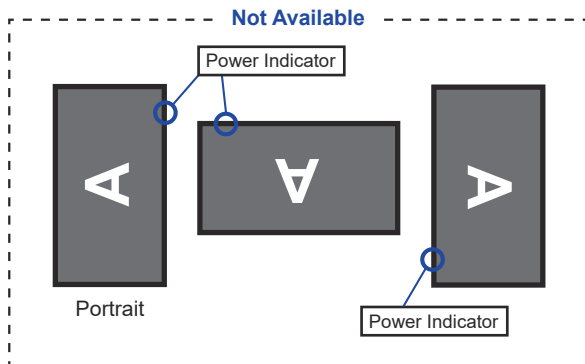 Not Available
Power Indicator
A
A
A
Portrait
Power Indicator